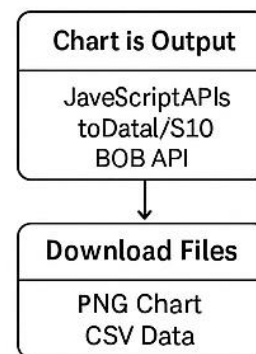 Chart is Output
JaveScriptAPIs
toDatal/S10
BOB API
Download Files
PNG Chart
CSV Data